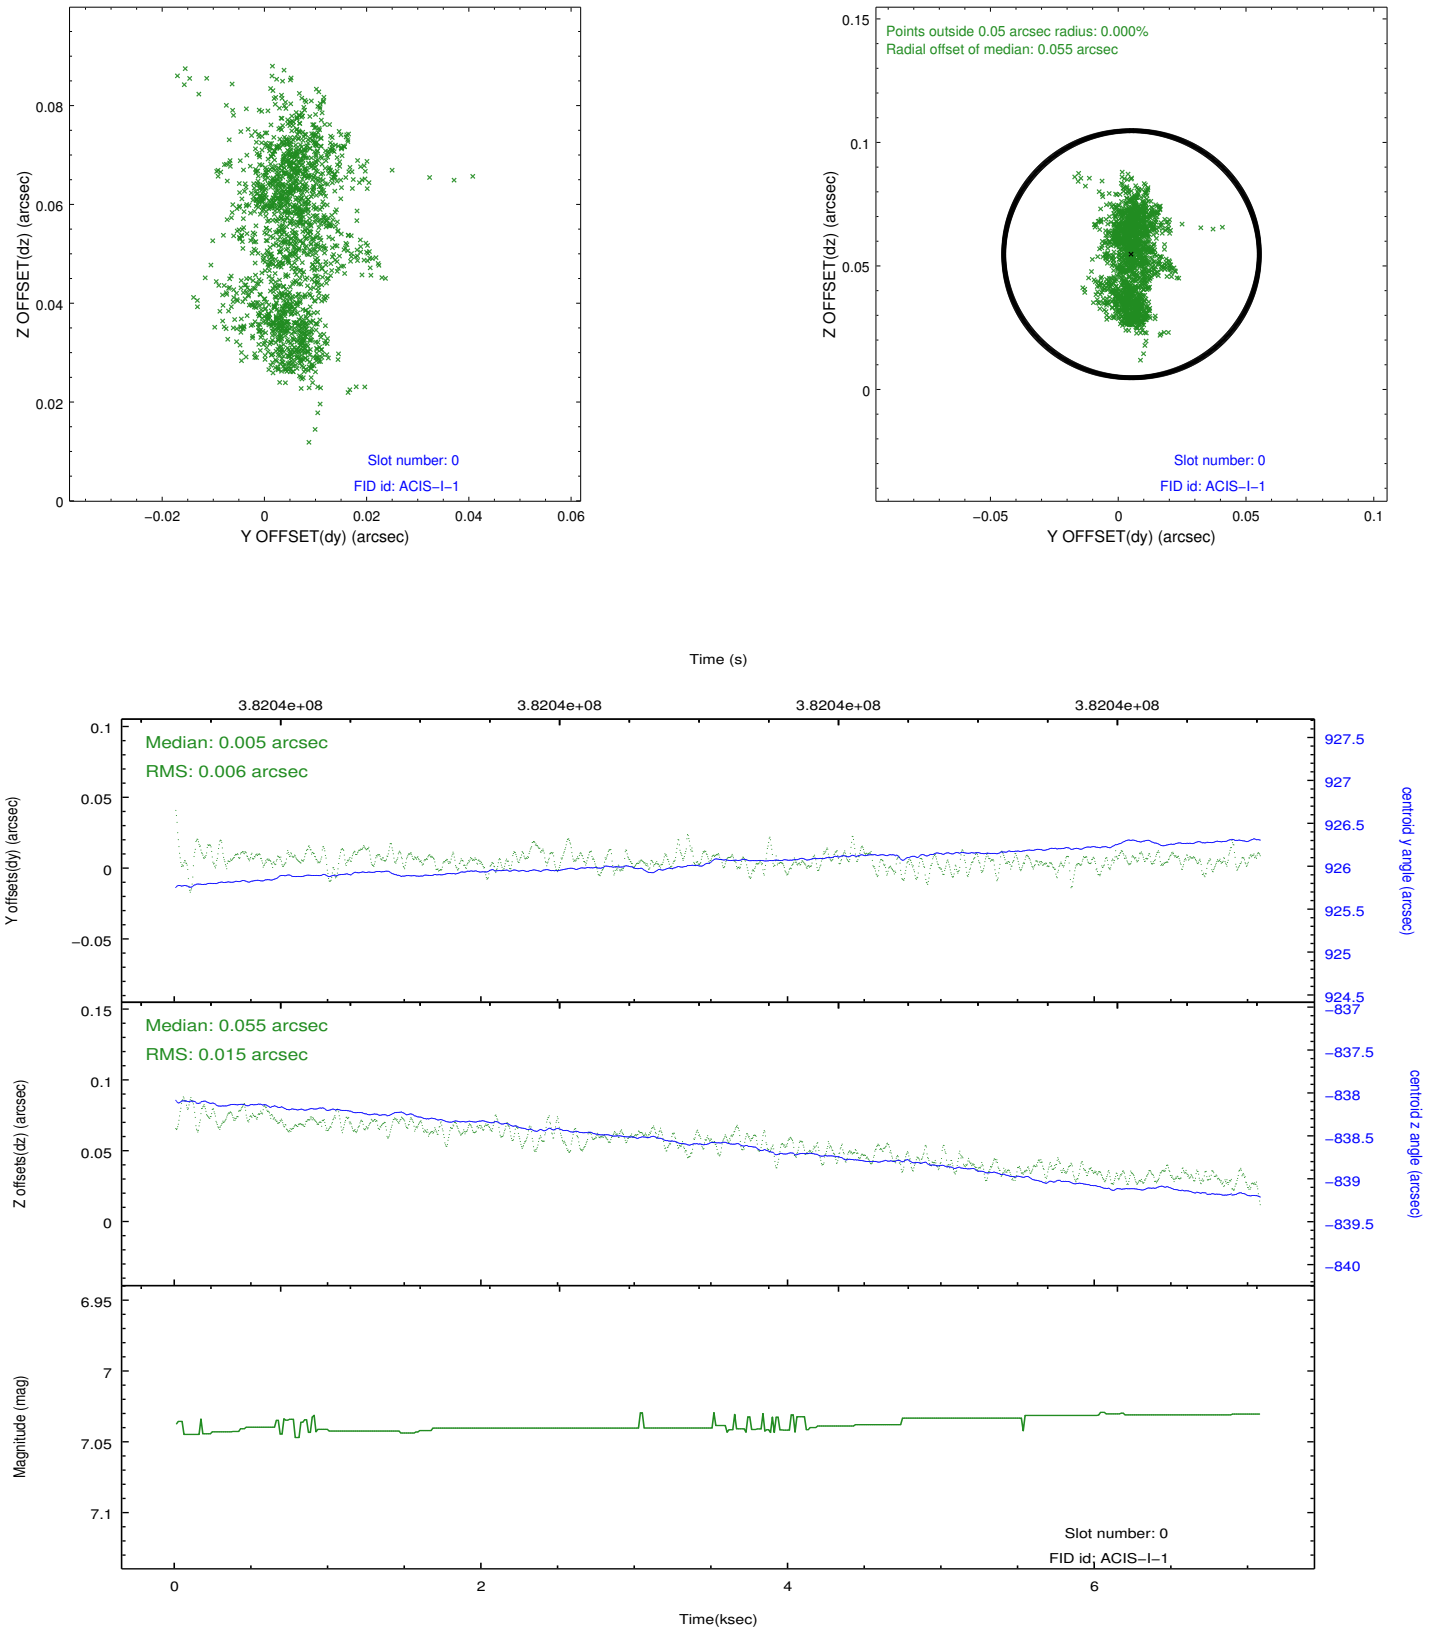 0.08
0.06
0.04
0.02
0
−0.02
0
0.02
0.04
0.06
Z OFFSET(dz) (arcsec)
Y OFFSET(dy) (arcsec)
Slot number: 0
FID id: ACIS−I−1
Points outside 0.05 arcsec radius: 0.000%
Radial offset of median: 0.055 arcsec
0.15
0.1
0.05
0
−0.05
0
0.05
0.1
Z OFFSET(dz) (arcsec)
Y OFFSET(dy) (arcsec)
Slot number: 0
FID id: ACIS−I−1
Time (s)
3.8204e+08
3.8204e+08
3.8204e+08
3.8204e+08
Median: 0.005 arcsec
RMS: 0.006 arcsec
0.1
0.05
0
−0.05
Y offsets(dy) (arcsec)
927.5
927
926.5
926
925.5
925
924.5
centroid y angle (arcsec)
Median: 0.055 arcsec
RMS: 0.015 arcsec
0.15
0.1
0.05
0
Z offsets(dz) (arcsec)
−837
−837.5
−838
−838.5
−839
−839.5
−840
centroid z angle (arcsec)
6.95
7
7.05
7.1
Magnitude (mag)
Slot number: 0
FID id: ACIS−I−1
0
2
4
6
Time(ksec)